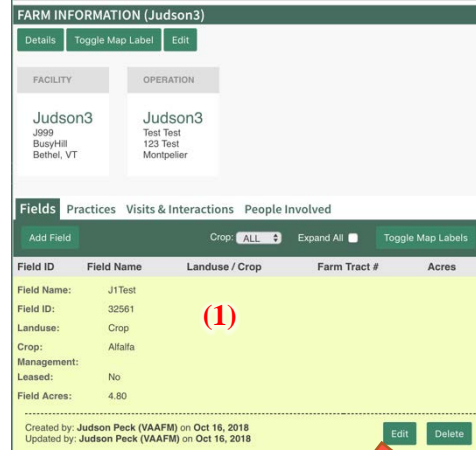 FARM INFORMATION (Judson3)
Details Toggle Map Label Edit
FACILITY OPERATION
Judson3 Judson3
J999 Test Test
BusyHill 123 Test
Bethel, VT Montpelier
Fields Practices Visits & Interactions People Involved
Add Field Crop: ALL Expand All Toggle Map Labels
Field ID Field Name Landuse / Crop Farm Tract # Acres
Field Name: J1Test
Field ID: 32561
(1)
Landuse: Crop
Crop: Alfalfa
Management:
Leased: No
Field Acres: 4.80
Created by: Judson Peck (VAAFM) on Oct 16, 2018
Updated by: Judson Peck (VAAFM) on Oct 16, 2018
Edit Delete